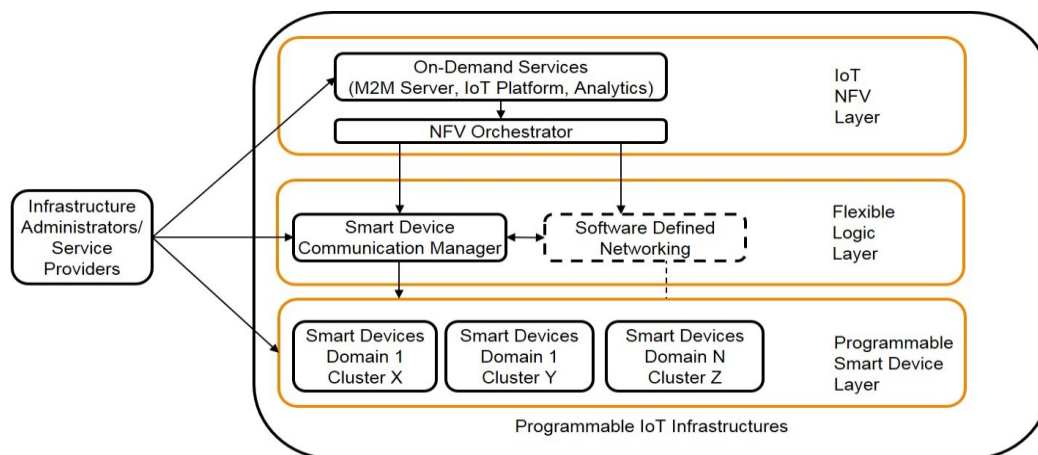 On-Demand Services
(M2M Server, IoT Platform, Analytics)
NFV Orchestrator
IoT
NFV
Layer
Infrastructure
Administrators/
Service
Providers
Smart Device
Communication Manager
Software Defined
Networking
Flexible
Logic
Layer
Smart Devices
Domain 1
Cluster X
Smart Devices
Domain 1
Cluster Y
Smart Devices
Domain N
Cluster Z
Programmable
Smart Device
Layer
Programmable IoT Infrastructures